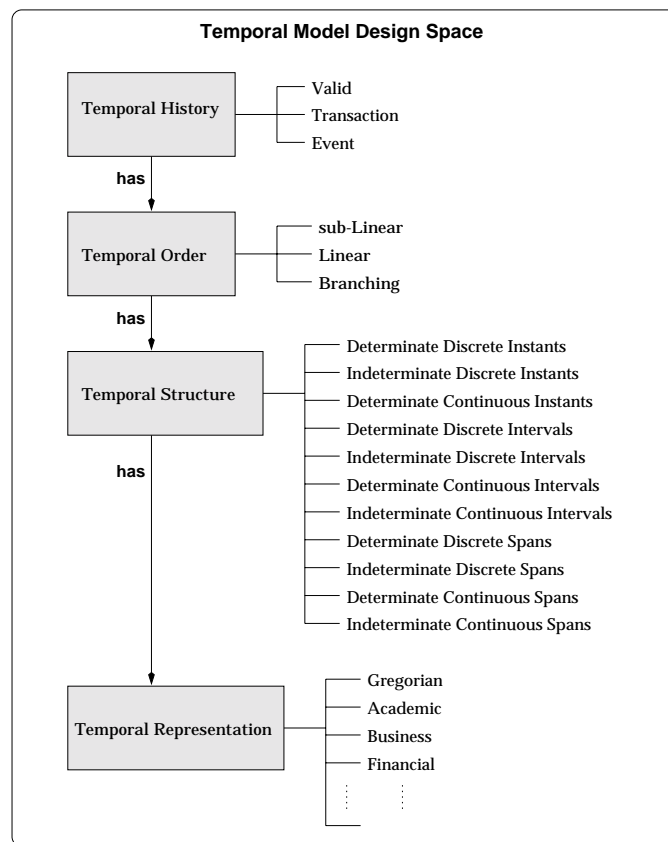 Temporal Model Design Space
Temporal History
Valid
Transaction
Event
has
Temporal Order
sub-Linear
Linear
Branching
has
Temporal Structure
Determinate Discrete Instants
Indeterminate Discrete Instants
Determinate Continuous Instants
Determinate Discrete Intervals
Indeterminate Discrete Intervals
Determinate Continuous Intervals
Indeterminate Continuous Intervals
Determinate Discrete Spans
Indeterminate Discrete Spans
Determinate Continuous Spans
Indeterminate Continuous Spans
has
Temporal Representation
Gregorian
Academic
Business
Financial